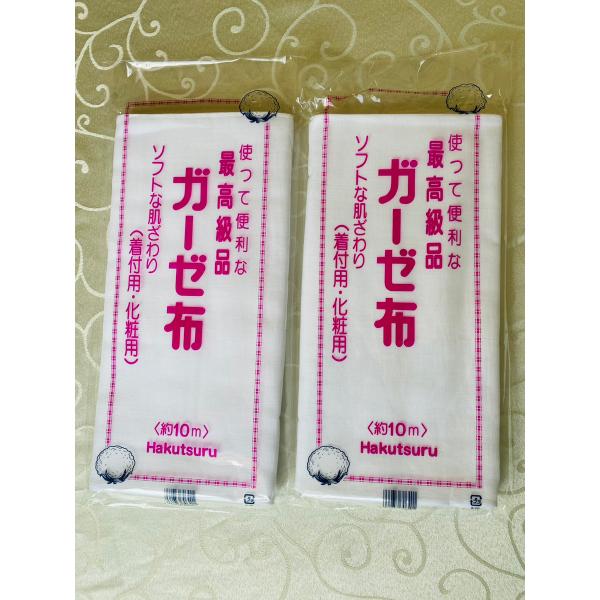 使って便利な
最高級品
ガーゼ布
ソフトな肌ざわり
（着付用・化粧用）
〈約10m〉
Hakutsuru
使って便利な
最高級品
ガーゼ布
ソフトな肌ざわり
（着付用・化粧用）
〈約10m〉
Hakutsuru